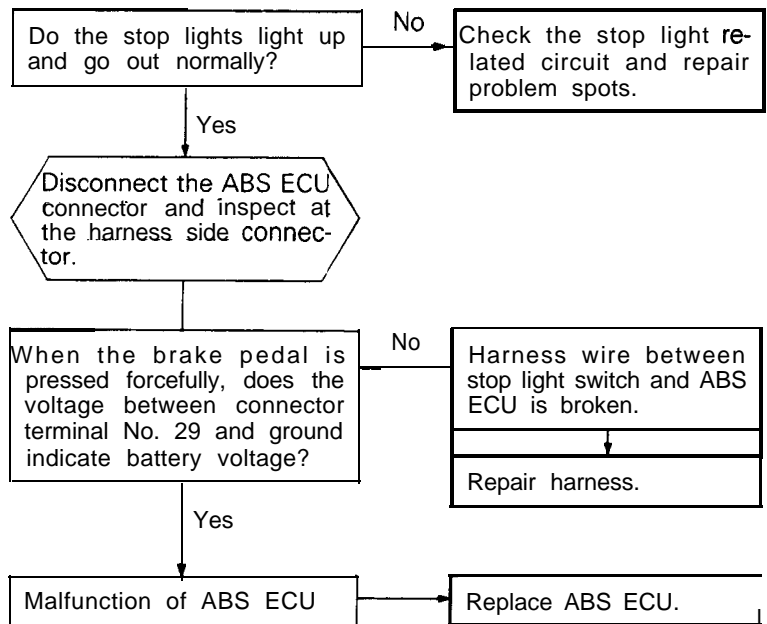 Do the stop lights light up
and go out normally?
No
Check the stop light re-
lated circuit and repair
problem spots.
Yes
Disconnect the ABS ECU
connector and inspect at
the harness side connec-
tor.
When the brake pedal is
pressed forcefully, does the
voltage between connector
terminal No. 29 and ground
indicate battery voltage?
No
Harness wire between
stop light switch and ABS
ECU is broken.
Repair harness.
Yes
Malfunction of ABS ECU
Replace ABS ECU.